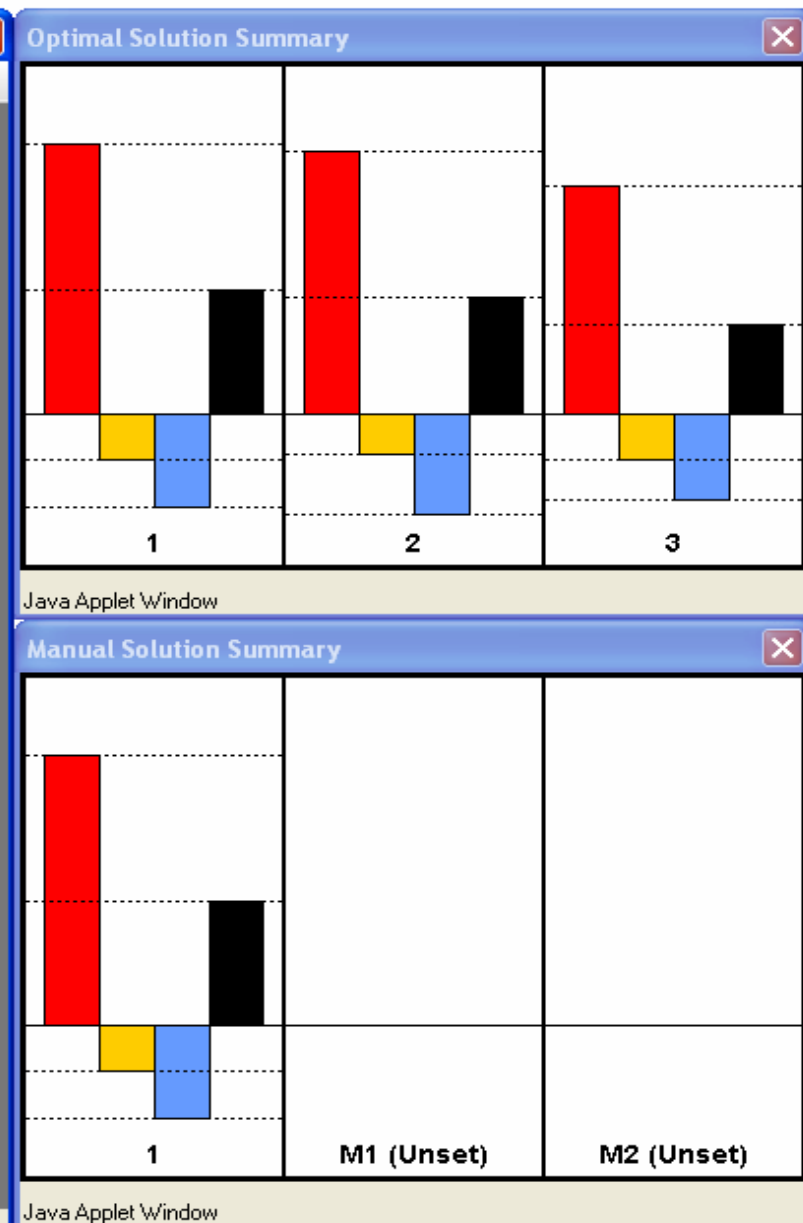 Optimal Solution Summary
1
2
3
Java Applet Window
Manual Solution Summary
1
M1 (Unset)
M2 (Unset)
Java Applet Window